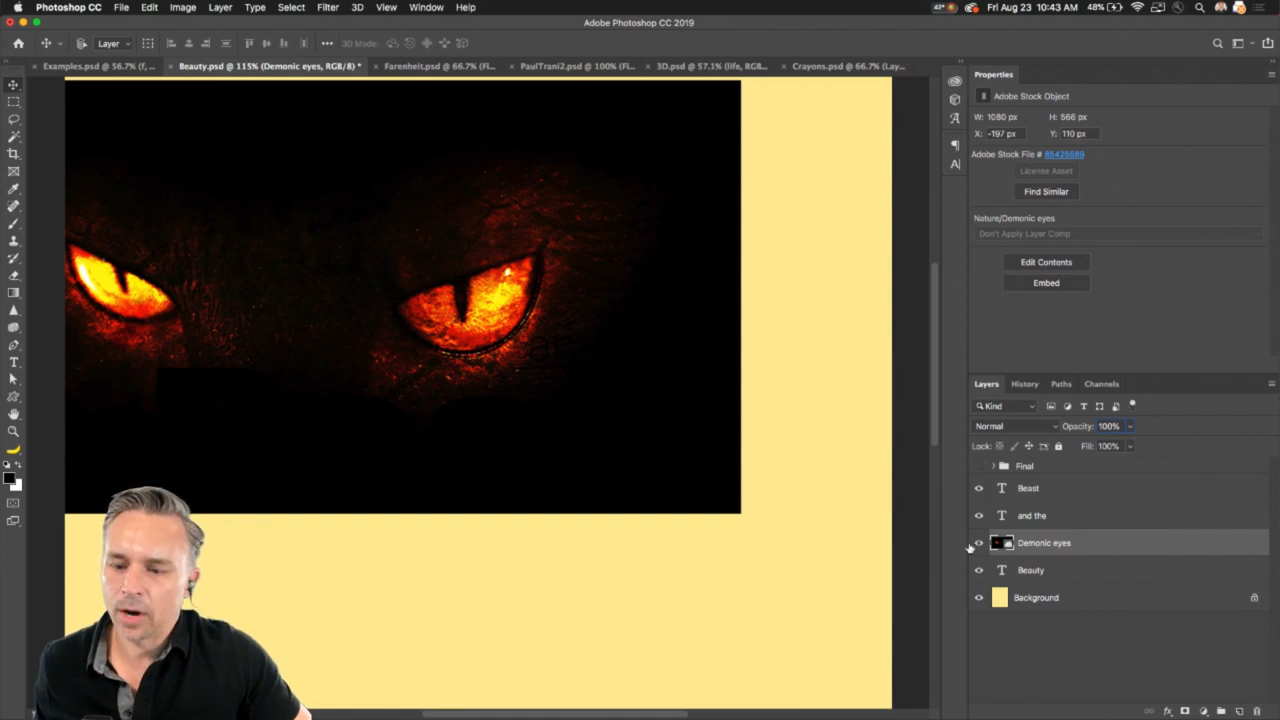 Photoshop CC File Edit Image Layer Type Select Filter 3D View Window Help Fri Aug 23 10:43 AM 48%
Adobe Photoshop CC 2019
Layer 3D Mode:
Examples.psd @ 56.7% (f, ... Beauty.psd @ 115% (Demonic eyes, RGB/8) * Farenheit.psd @ 66.7% (Fl... PaulTrani2.psd @ 100% (Fl... 3D.psd @ 57.1% (life, RGB... Crayons.psd @ 66.7% (Lay...
Properties
Adobe Stock Object
W: 1080 px H: 566 px
X: -197 px Y: 110 px
Adobe Stock File # 85425589
License Asset
Find Similar
Nature/Demonic eyes
Don't Apply Layer Comp
Edit Contents
Embed
Layers History Paths Channels
Kind
Normal Opacity: 100%
Lock: Fill: 100%
Final
Beast
and the
Demonic eyes
Beauty
Background